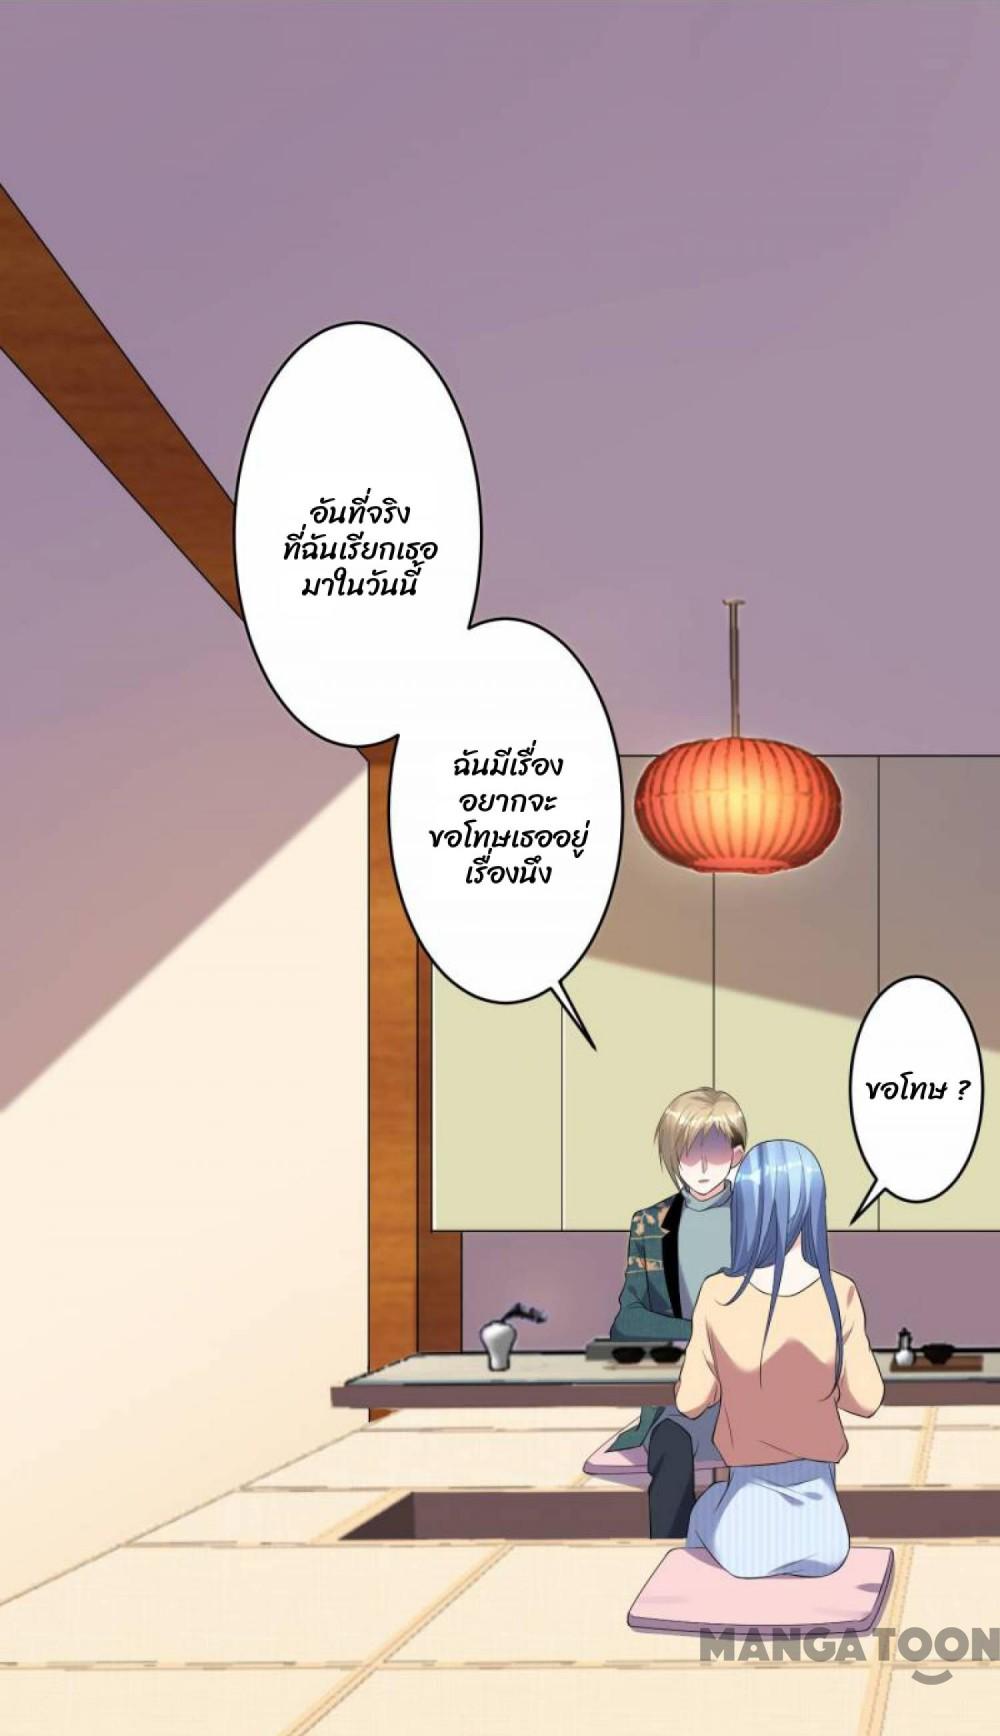 อันที่จริง
ที่ฉันเรียกเธอ
มาในวันนี้
ฉันมีเรื่อง
อยากจะ
ขอโทษเธออยู่
เรื่องนึง
ขอโทษ ?
MANGATOON